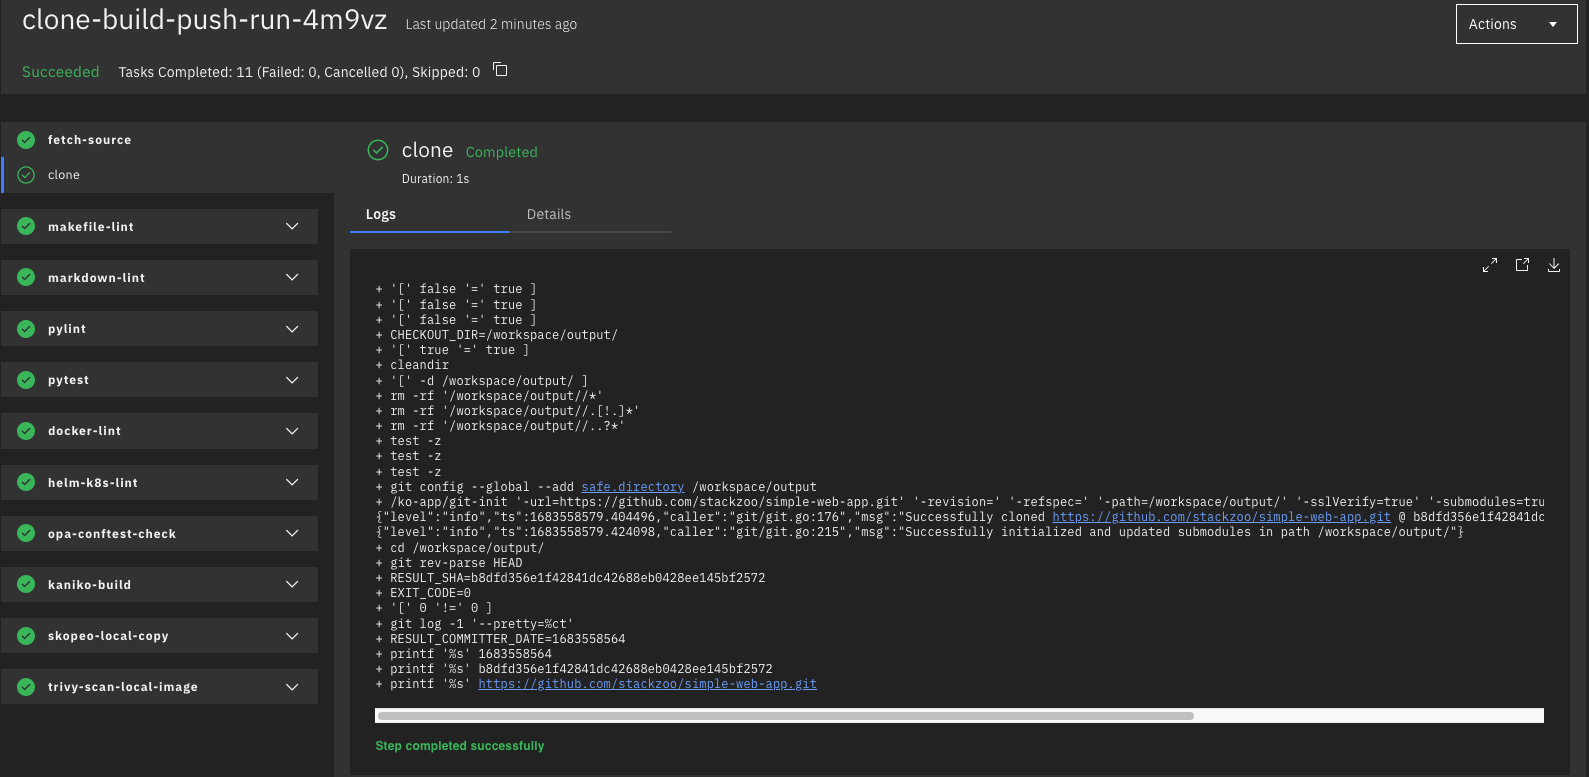 clone-build-push-run-4m9vz Last updated 2 minutes ago
Actions
Succeeded Tasks Completed: 11 (Failed: 0, Cancelled 0), Skipped: 0
fetch-source
clone
makefile-lint
markdown-lint
pylint
pytest
docker-lint
helm-k8s-lint
opa-conftest-check
kaniko-build
skopeo-local-copy
trivy-scan-local-image
clone Completed
Duration: 1s
Logs Details
+ '[' false '=' true ]
+ '[' false '=' true ]
+ '[' false '=' true ]
+ CHECKOUT_DIR=/workspace/output/
+ '[' true '=' true ]
+ cleandir
+ '[' -d /workspace/output/ ]
+ rm -rf '/workspace/output//*'
+ rm -rf '/workspace/output//.[!.]*'
+ rm -rf '/workspace/output//..?*'
+ test -z
+ test -z
+ test -z
+ git config --global --add safe.directory /workspace/output
+ /ko-app/git-init '-url=https://github.com/stackzoo/simple-web-app.git' '-revision=' '-refspec=' '-path=/workspace/output/' '-sslVerify=true' '-submodules=tru
{"level":"info","ts":1683558579.404496,"caller":"git/git.go:176","msg":"Successfully cloned https://github.com/stackzoo/simple-web-app.git @ b8dfd356e1f42841dc
{"level":"info","ts":1683558579.424098,"caller":"git/git.go:215","msg":"Successfully initialized and updated submodules in path /workspace/output/"}
+ cd /workspace/output/
+ git rev-parse HEAD
+ RESULT_SHA=b8dfd356e1f42841dc42688eb0428ee145bf2572
+ EXIT_CODE=0
+ '[' 0 '!=' 0 ]
+ git log -1 '--pretty=%ct'
+ RESULT_COMMITTER_DATE=1683558564
+ printf '%s' 1683558564
+ printf '%s' b8dfd356e1f42841dc42688eb0428ee145bf2572
+ printf '%s' https://github.com/stackzoo/simple-web-app.git
Step completed successfully